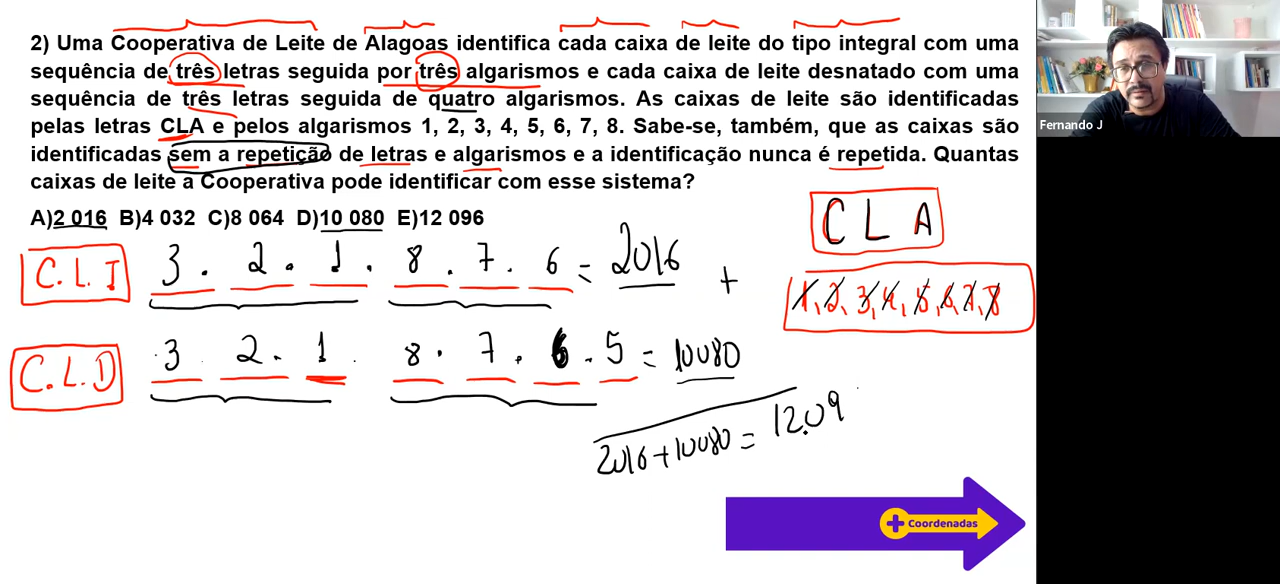 2) Uma Cooperativa de Leite de Alagoas identifica cada caixa de leite do tipo integral com uma
sequência de três letras seguida por três algarismos e cada caixa de leite desnatado com uma
sequência de três letras seguida de quatro algarismos. As caixas de leite são identificadas
pelas letras CLA e pelos algarismos 1, 2, 3, 4, 5, 6, 7, 8. Sabe-se, também, que as caixas são
identificadas sem a repetição de letras e algarismos e a identificação nunca é repetida. Quantas
caixas de leite a Cooperativa pode identificar com esse sistema?
A)2 016 B)4 032 C)8 064 D)10 080 E)12 096
C L A
C.L.I 3 . 2 . 1 . 8 . 7 . 6 = 2016 +
1, 2, 3, 4, 5, 6, 7, 8
C.L.D 3 . 2 . 1 . 8 . 7 . 6 . 5 = 10080
2016 + 10080 = 12.09
+ Coordenadas
Fernando J